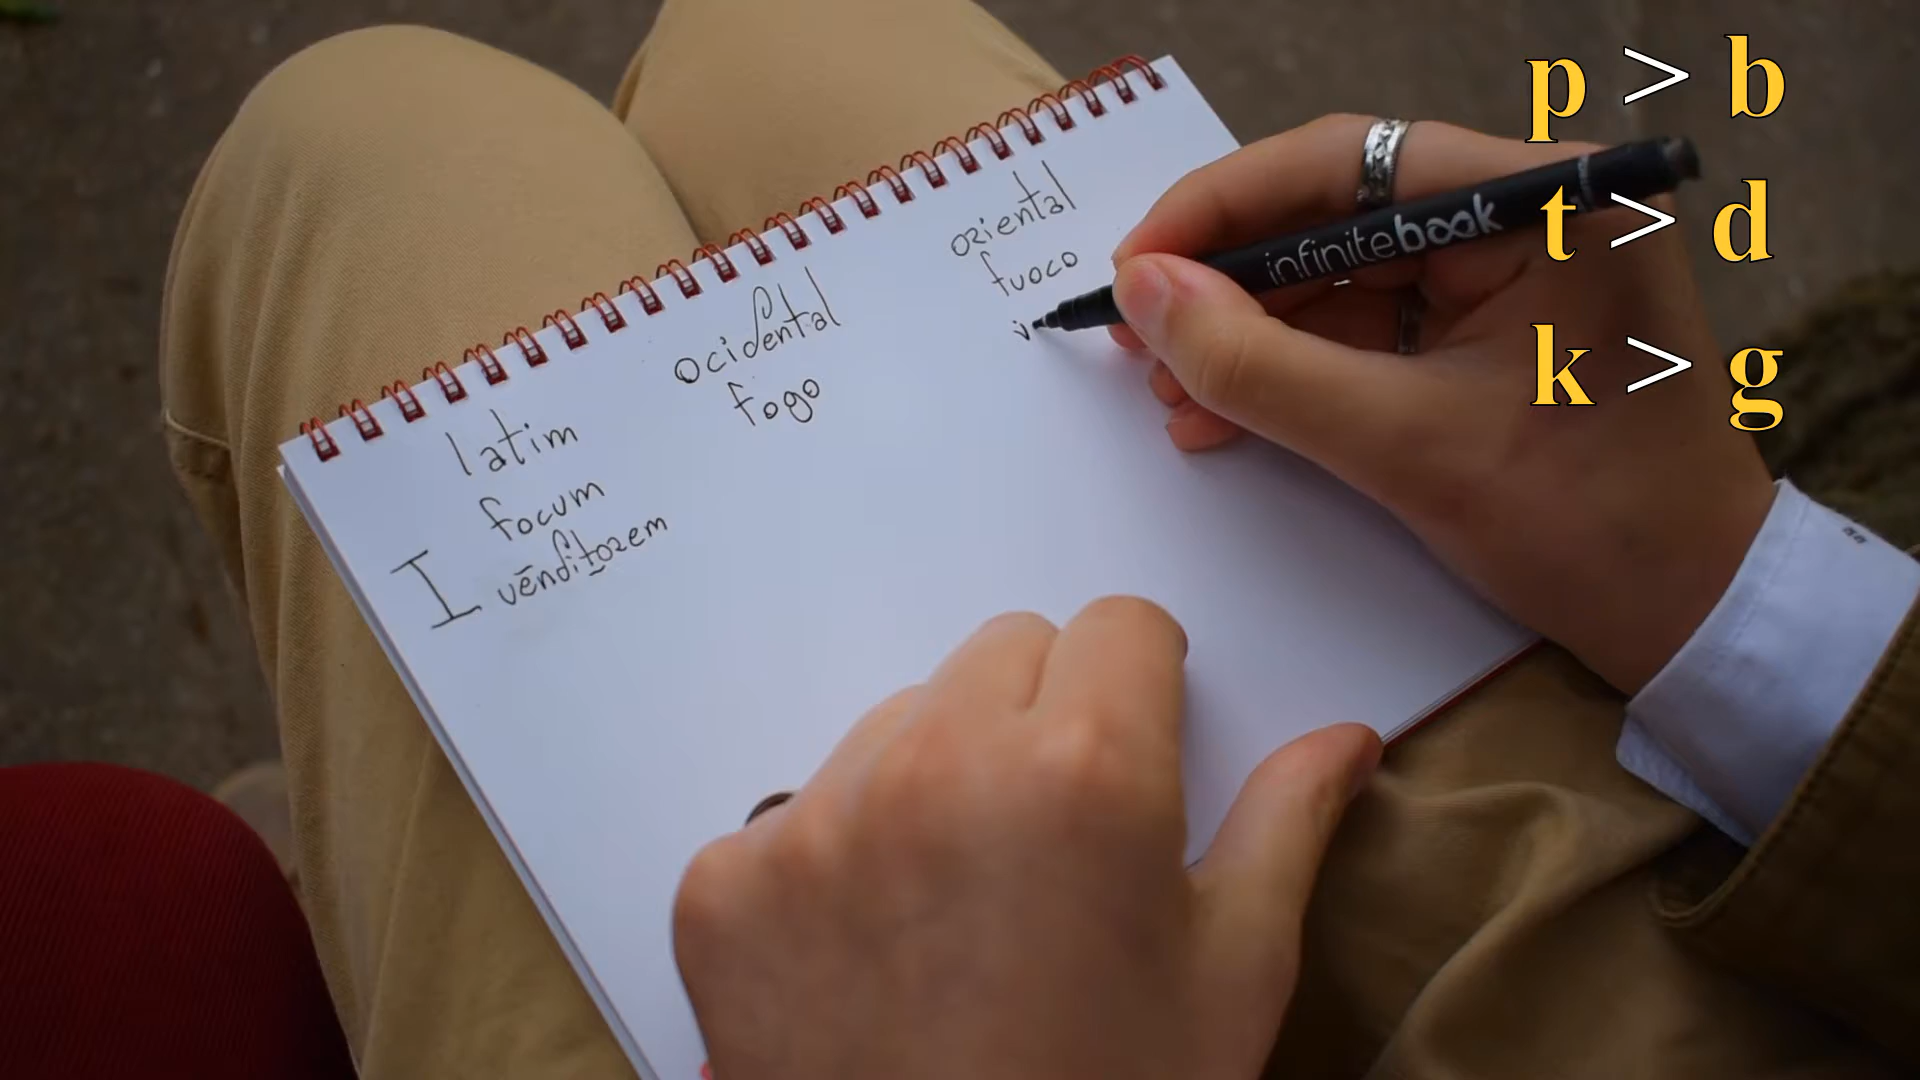 p > b
t > d
k > g
infinitebook
latim
ocidental
oriental
focum
fogo
fuoco
I vēnditorem